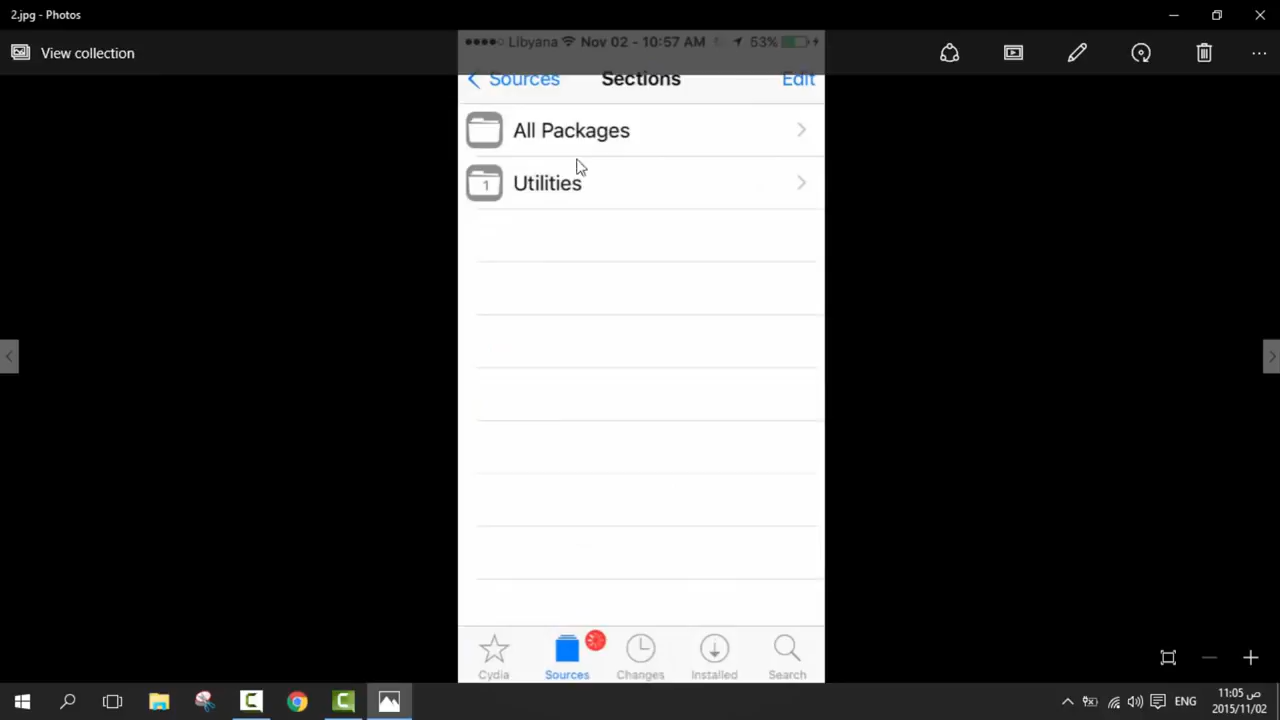 2.jpg - Photos
View collection
Libyana Nov 02 - 10:57 AM 53%
Sources Sections Edit
All Packages
1 Utilities
Cydia Sources Changes Installed Search
ENG
11:05 ص
2015/11/02